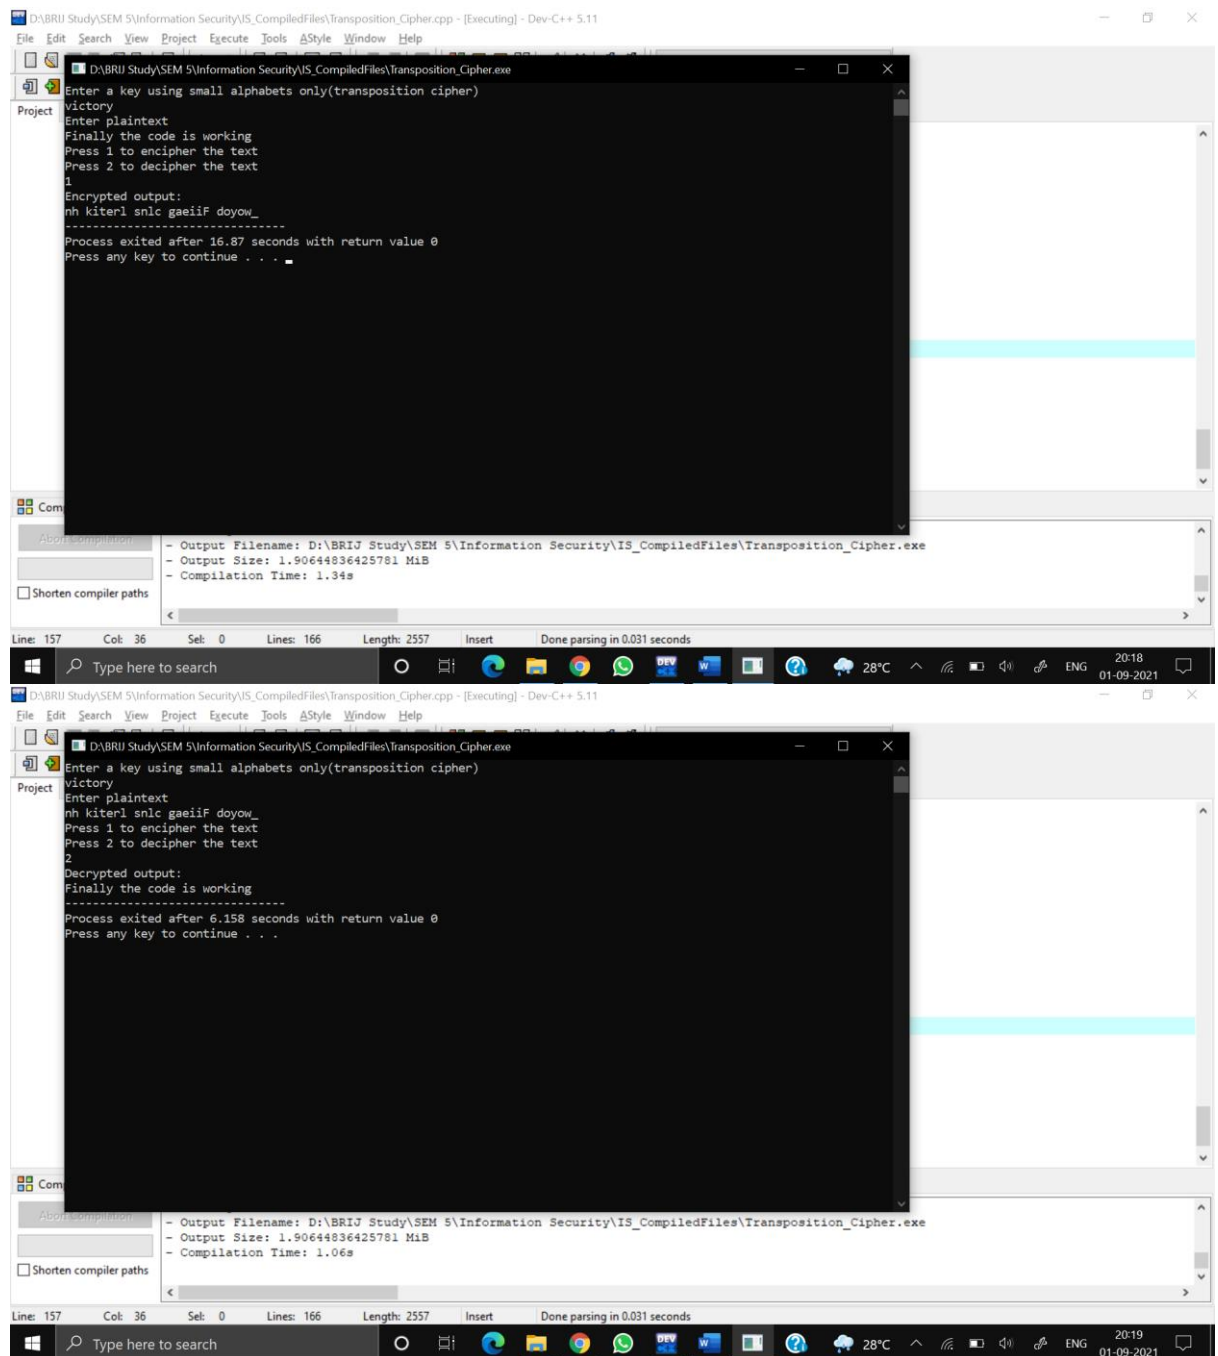 D:\BRIJ Study\SEM 5\Information Security\IS_CompiledFiles\Transposition_Cipher.cpp - [Executing] - Dev-C++ 5.11
File Edit Search View Project Execute Tools AStyle Window Help
D:\BRIJ Study\SEM 5\Information Security\IS_CompiledFiles\Transposition_Cipher.exe
Project
Enter a key using small alphabets only(transposition cipher)
victory
Enter plaintext
Finally the code is working
Press 1 to encipher the text
Press 2 to decipher the text
1
Encrypted output:
nh kiterl snlc gaeiiF doyow_
--------------------------------
Process exited after 16.87 seconds with return value 0
Press any key to continue . . .
Com
Abort Compilation
- Output Filename: D:\BRIJ Study\SEM 5\Information Security\IS_CompiledFiles\Transposition_Cipher.exe
- Output Size: 1.90644836425781 MiB
- Compilation Time: 1.34s
Shorten compiler paths
Line: 157 Col: 36 Sel: 0 Lines: 166 Length: 2557 Insert Done parsing in 0.031 seconds
Type here to search DEV W 28°C ENG 20:18
01-09-2021
D:\BRIJ Study\SEM 5\Information Security\IS_CompiledFiles\Transposition_Cipher.cpp - [Executing] - Dev-C++ 5.11
File Edit Search View Project Execute Tools AStyle Window Help
D:\BRIJ Study\SEM 5\Information Security\IS_CompiledFiles\Transposition_Cipher.exe
Project
Enter a key using small alphabets only(transposition cipher)
victory
Enter plaintext
nh kiterl snlc gaeiiF doyow_
Press 1 to encipher the text
Press 2 to decipher the text
2
Decrypted output:
Finally the code is working
--------------------------------
Process exited after 6.158 seconds with return value 0
Press any key to continue . . .
Com
Abort Compilation
- Output Filename: D:\BRIJ Study\SEM 5\Information Security\IS_CompiledFiles\Transposition_Cipher.exe
- Output Size: 1.90644836425781 MiB
- Compilation Time: 1.06s
Shorten compiler paths
Line: 157 Col: 36 Sel: 0 Lines: 166 Length: 2557 Insert Done parsing in 0.031 seconds
Type here to search DEV W 28°C ENG 20:19
01-09-2021